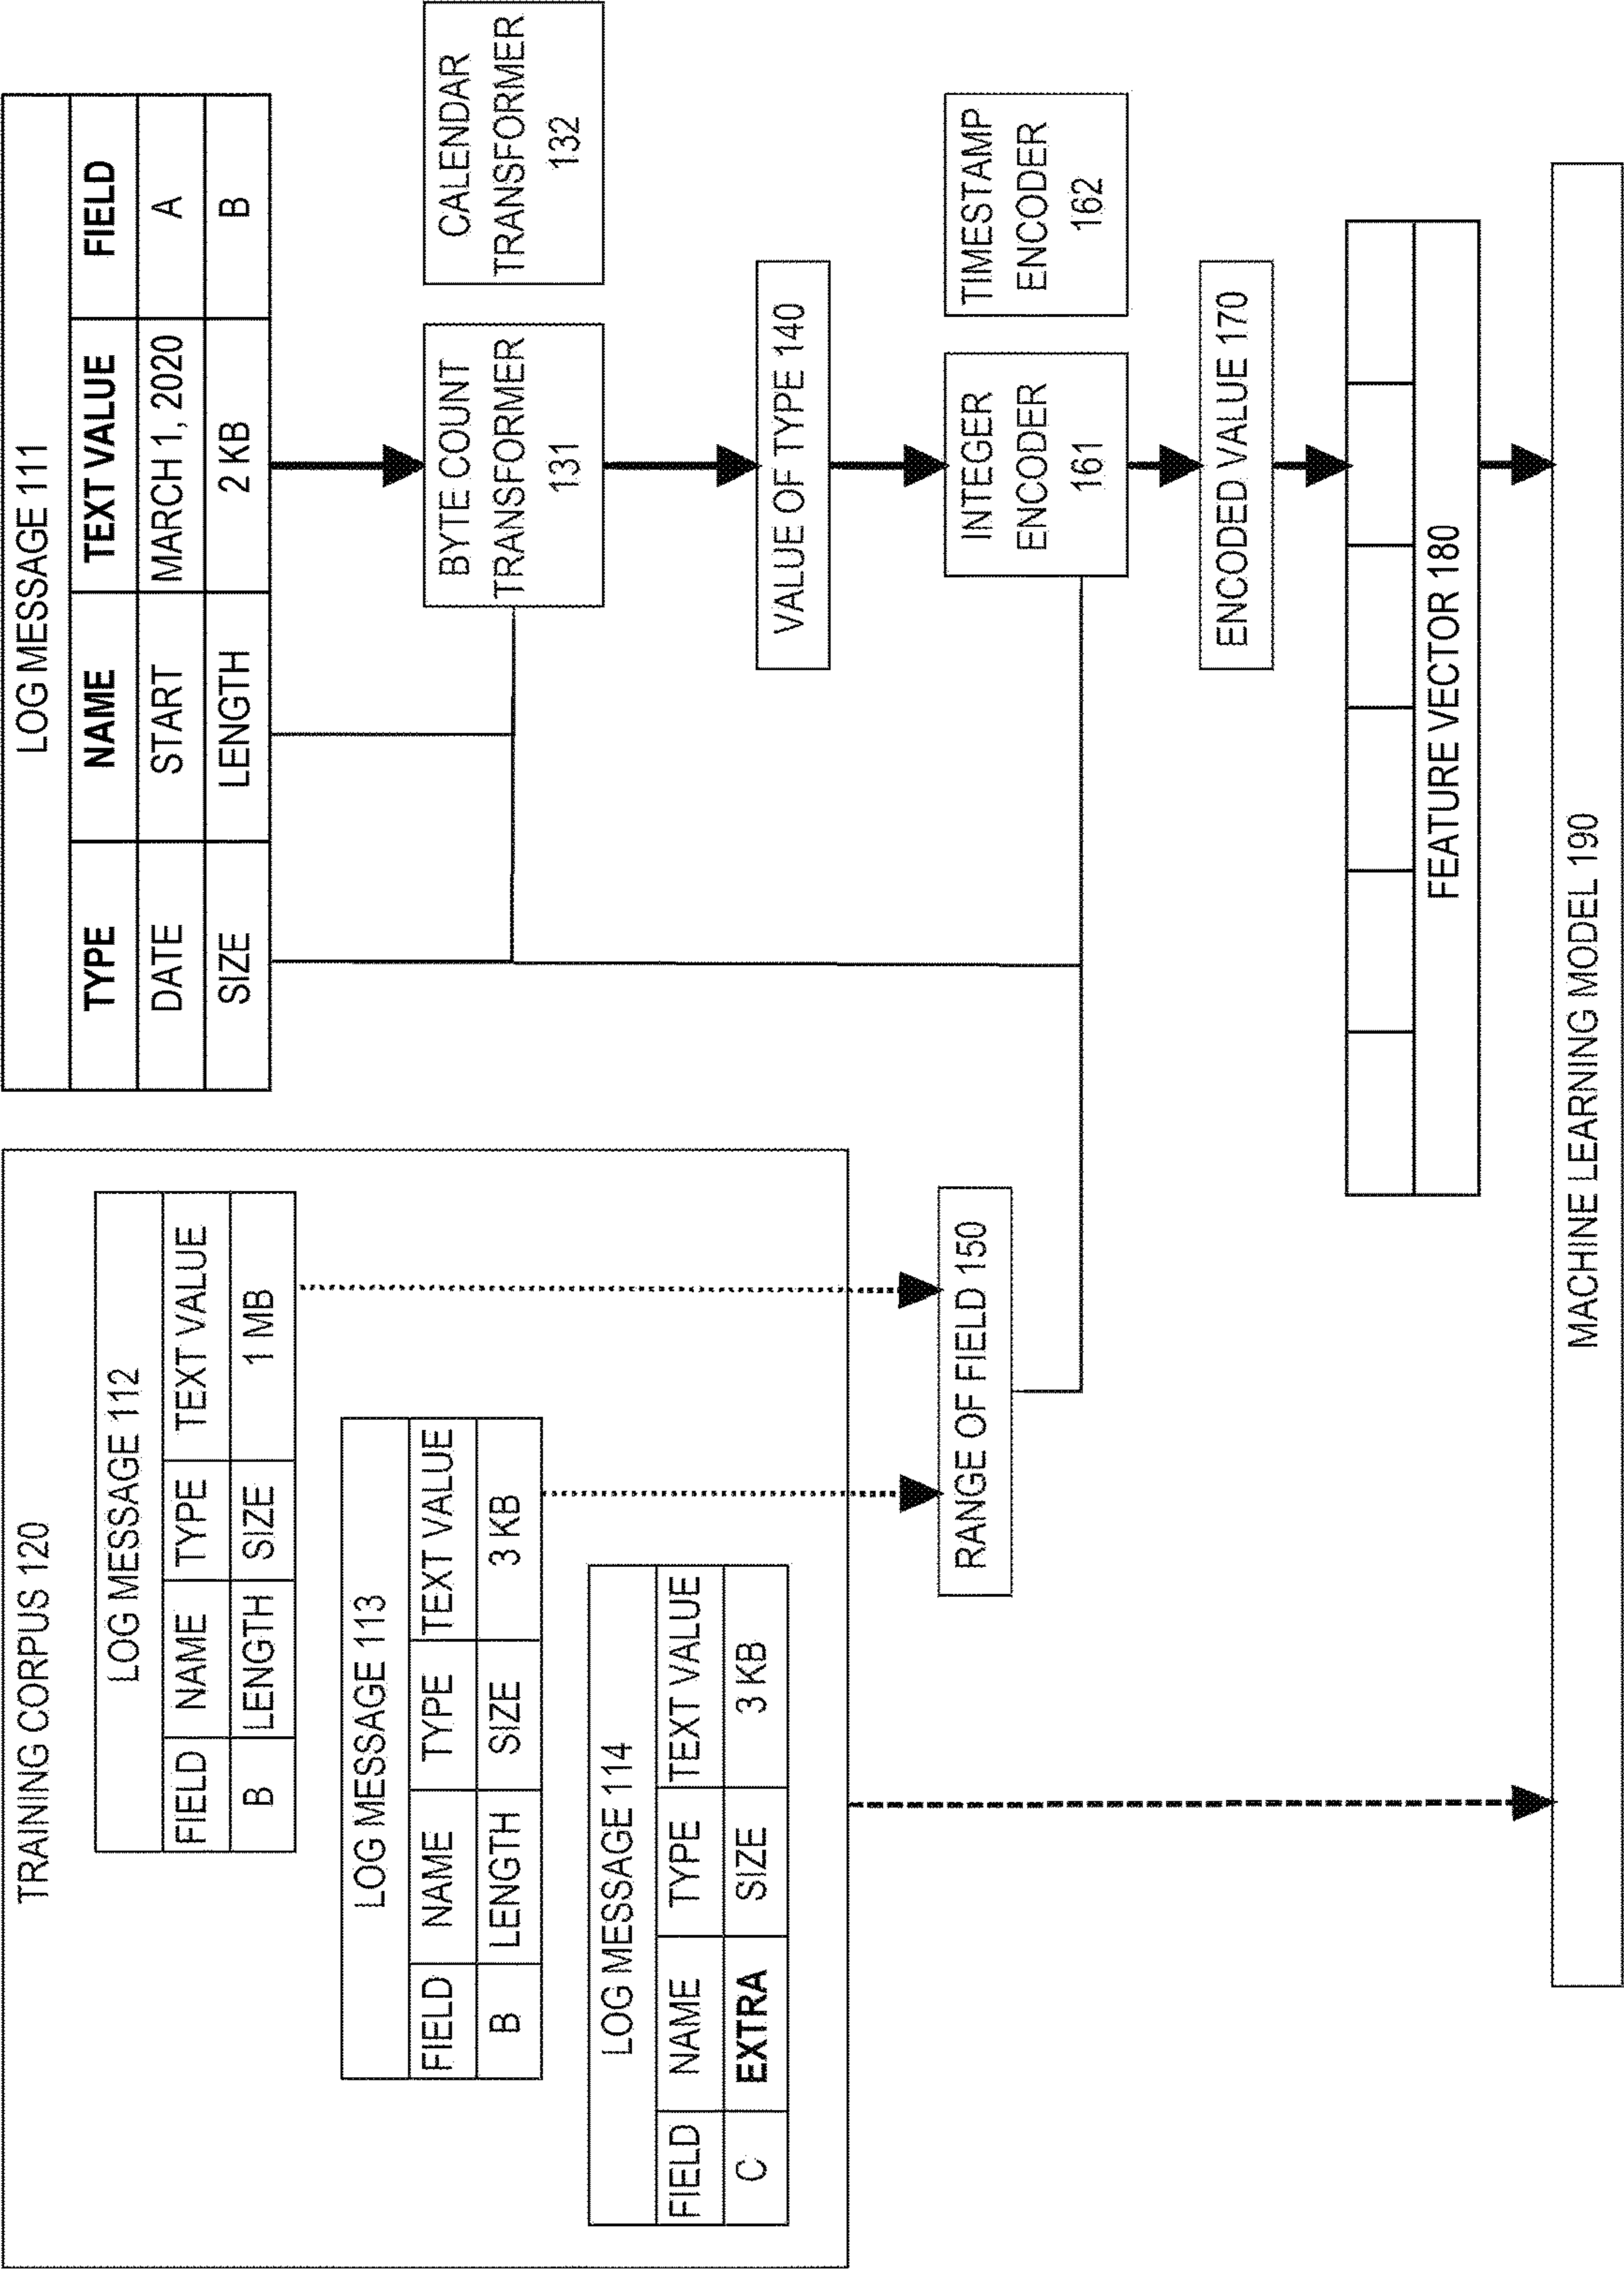 TRAINING CORPUS 120
LOG MESSAGE 112
FIELD NAME TYPE TEXT VALUE
B LENGTH SIZE 1 MB
LOG MESSAGE 113
FIELD NAME TYPE TEXT VALUE
B LENGTH SIZE 3 KB
LOG MESSAGE 114
FIELD NAME TYPE TEXT VALUE
C EXTRA SIZE 3 KB
LOG MESSAGE 111
TYPE NAME TEXT VALUE FIELD
DATE START MARCH 1, 2020 A
SIZE LENGTH 2 KB B
BYTE COUNT
TRANSFORMER
131
CALENDAR
TRANSFORMER
132
VALUE OF TYPE 140
RANGE OF FIELD 150
INTEGER
ENCODER
161
TIMESTAMP
ENCODER
162
ENCODED VALUE 170
FEATURE VECTOR 180
MACHINE LEARNING MODEL 190